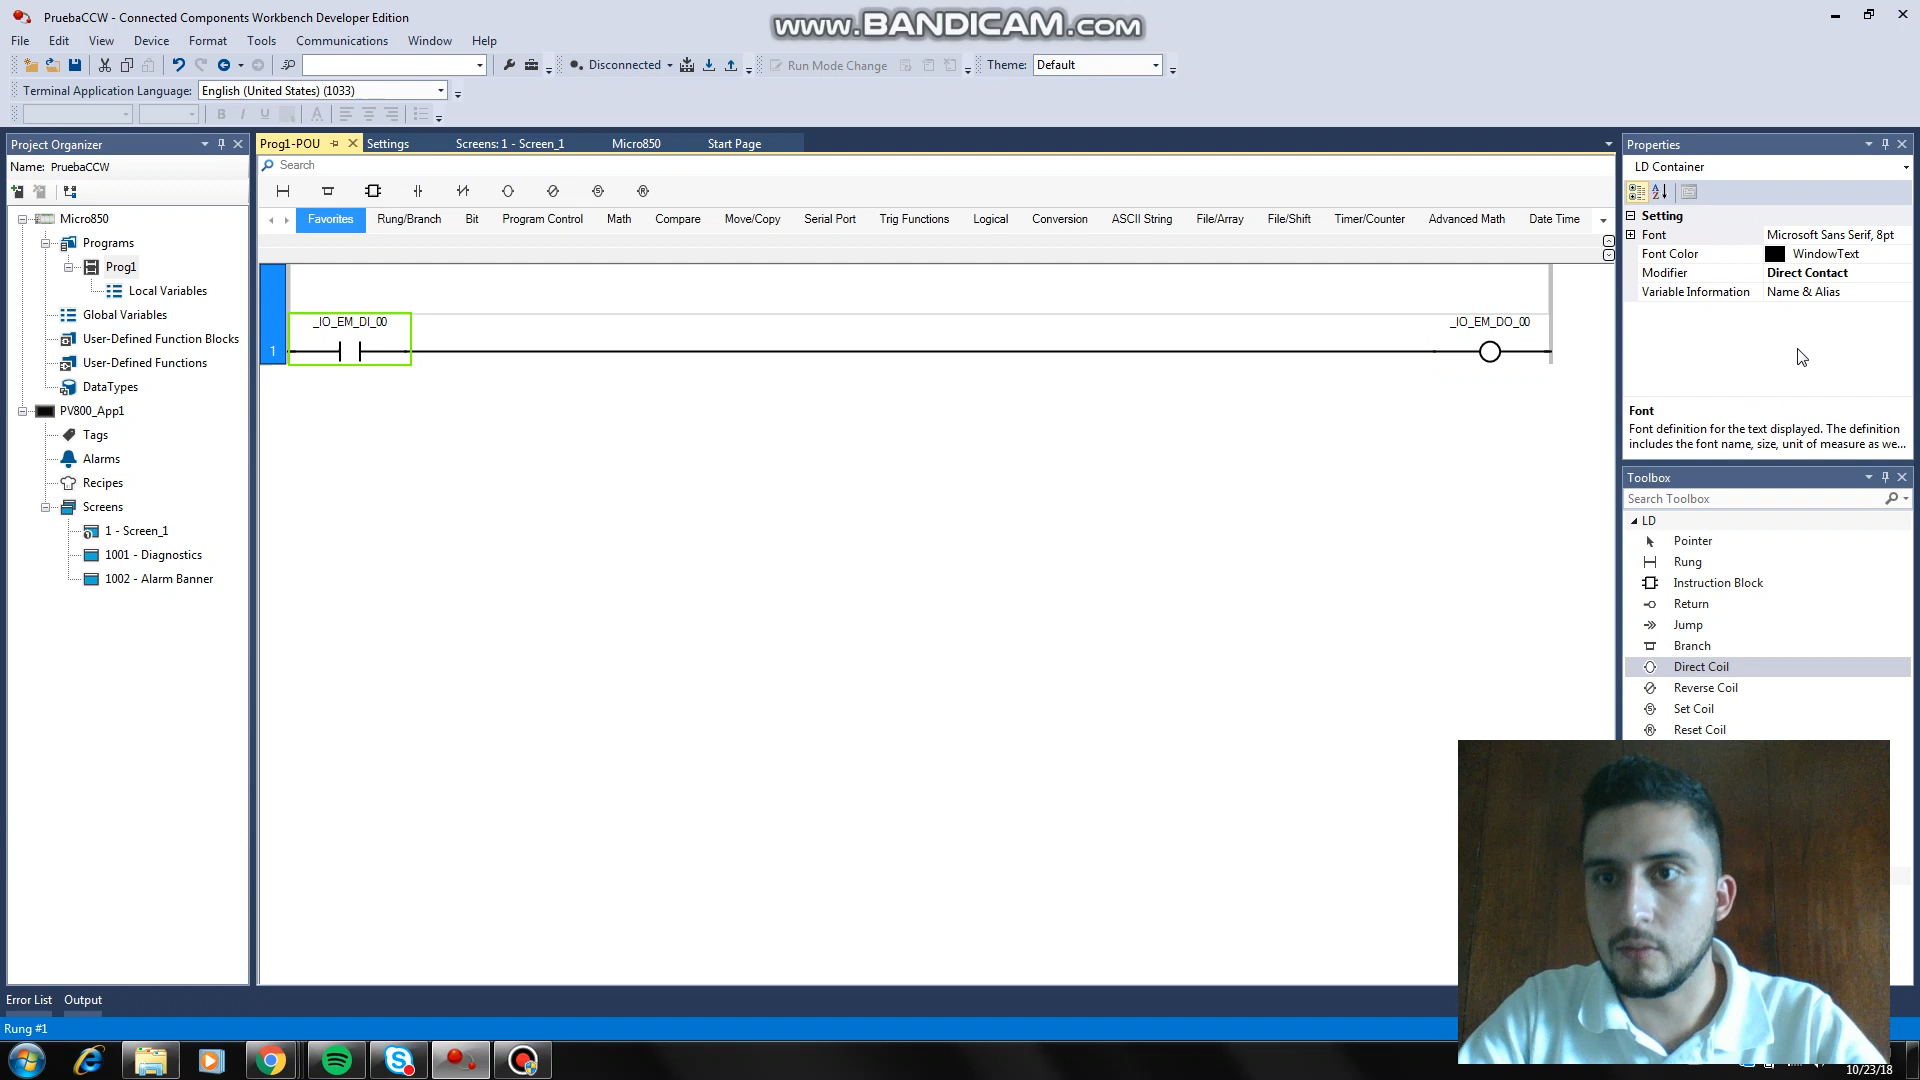 PruebaCCW - Connected Components Workbench Developer Edition
www.BANDICAM.com
File Edit View Device Format Tools Communications Window Help
Disconnected Run Mode Change Theme: Default
Terminal Application Language: English (United States) (1033)
B I U A
Project Organizer
Name: PruebaCCW
Micro850
Programs
Prog1
Local Variables
Global Variables
User-Defined Function Blocks
User-Defined Functions
DataTypes
PV800_App1
Tags
Alarms
Recipes
Screens
1 - Screen_1
1001 - Diagnostics
1002 - Alarm Banner
Prog1-POU Settings Screens: 1 - Screen_1 Micro850 Start Page
Search
Favorites Rung/Branch Bit Program Control Math Compare Move/Copy Serial Port Trig Functions Logical Conversion ASCII String File/Array File/Shift Timer/Counter Advanced Math Date Time
_IO_EM_DI_00 _IO_EM_DO_00
1
Properties
LD Container
Setting
Font Microsoft Sans Serif, 8pt
Font Color WindowText
Modifier Direct Contact
Variable Information Name & Alias
Font
Font definition for the text displayed. The definition
includes the font name, size, unit of measure as we...
Toolbox
Search Toolbox
LD
Pointer
Rung
Instruction Block
Return
Jump
Branch
Direct Coil
Reverse Coil
Set Coil
Reset Coil
Error List Output
Rung #1
10/23/18